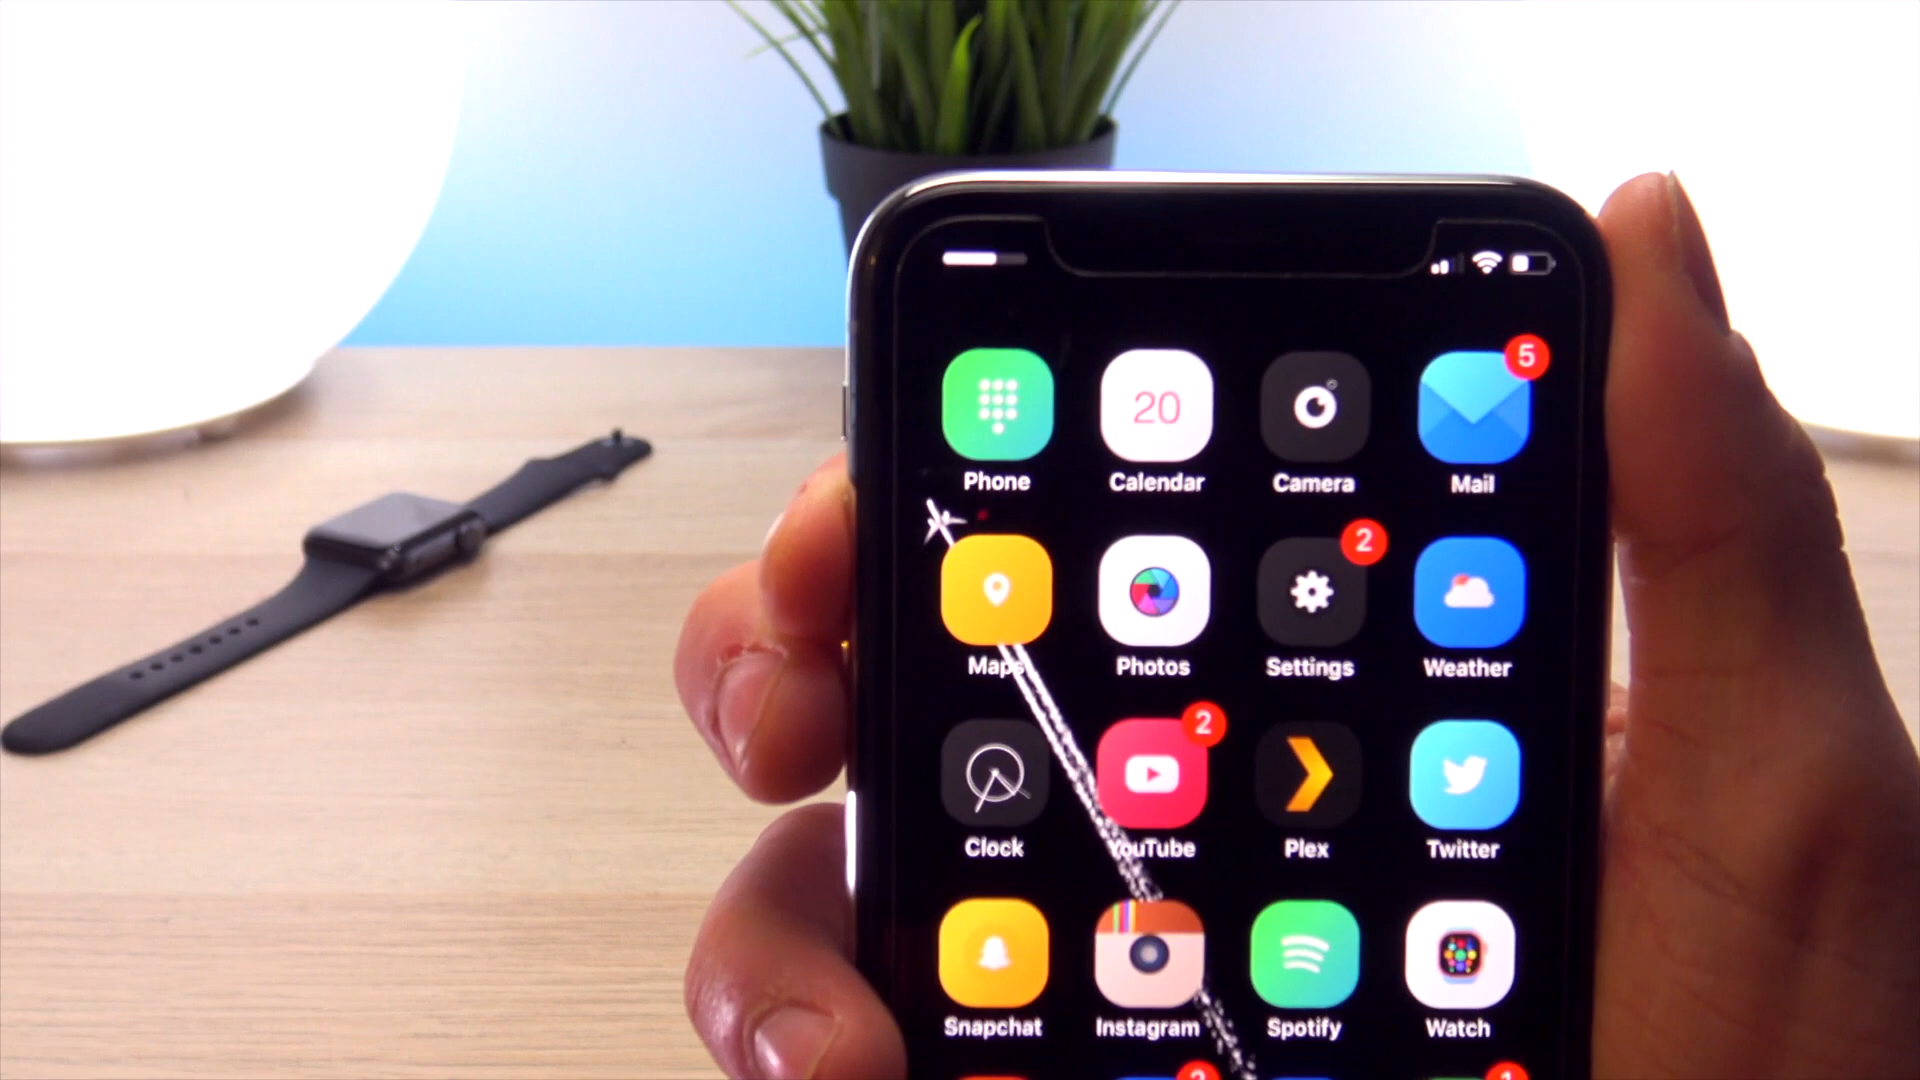 5
20
Phone Calendar Camera Mail
2
Maps Photos Settings Weather
2
Clock YouTube Plex Twitter
Snapchat Instagram Spotify Watch